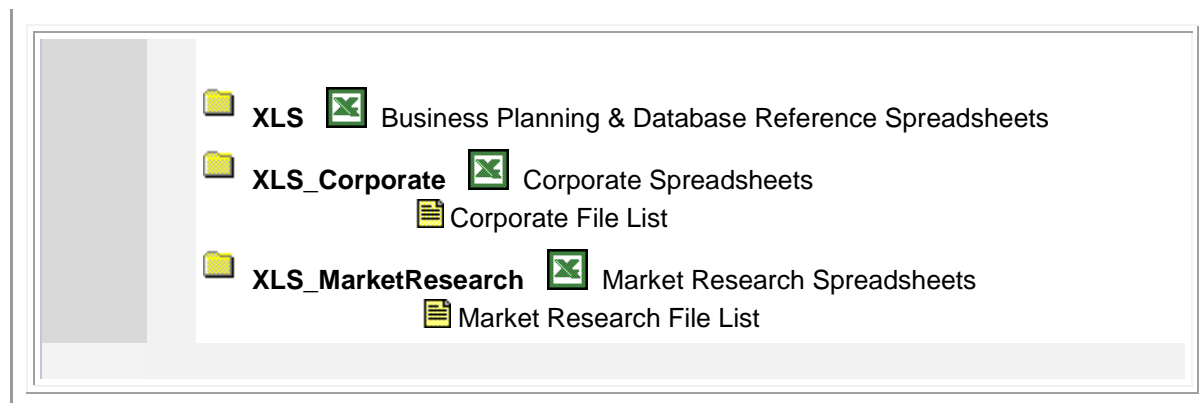 XLS Business Planning & Database Reference Spreadsheets
XLS_Corporate Corporate Spreadsheets
Corporate File List
XLS_MarketResearch Market Research Spreadsheets
Market Research File List